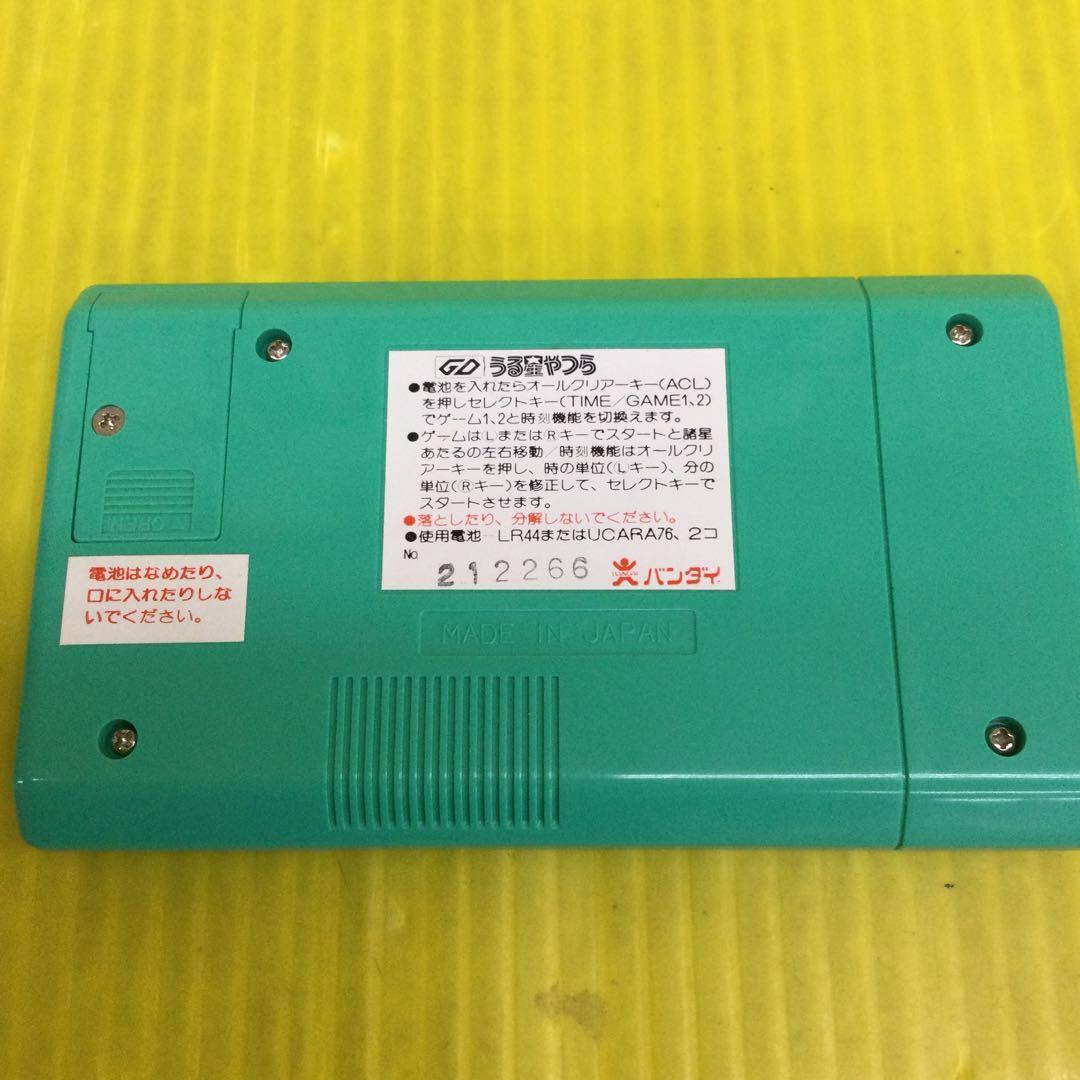 GD うる星やつら
●電池を入れたらオールクリアーキー(ACL)
を押しセレクトキー(TIME/GAME1、2)
でゲーム1、2と時刻機能を切換えます。
●ゲームはⓁまたはⓇキーでスタートと諸星
あたるの左右移動/時刻機能はオールクリ
アーキーを押し、時の単位(Ⓛキー)、分の
単位(Ⓡキー)を修正して、セレクトキーで
スタートさせます。
●落としたり、分解しないでください。
●使用電池…LR44またはUCARA76、2コ
No.
212266 BANDAI バンダイ
OPEN
電池はなめたり、
口に入れたりしな
いでください。
MADE IN JAPAN